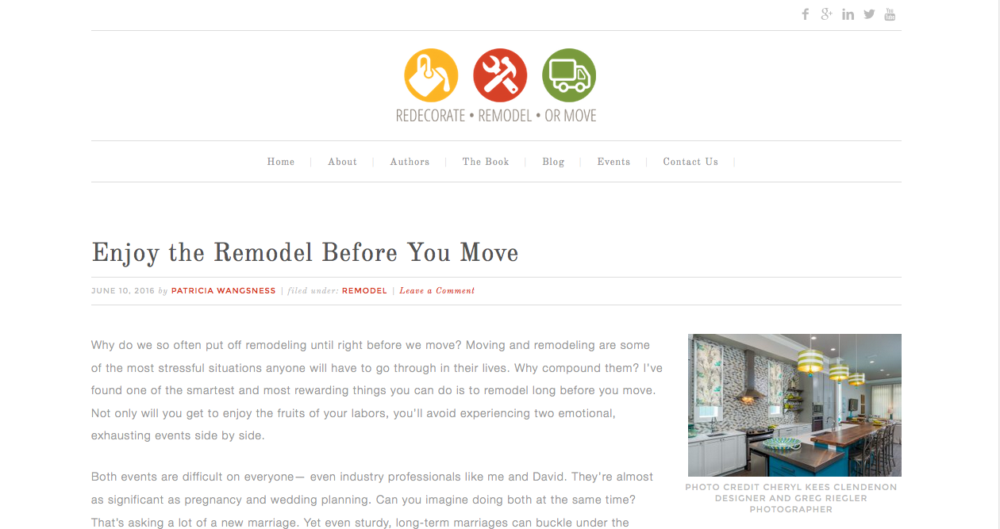 You
Tube
REDECORATE • REMODEL • OR MOVE
Home | About | Authors | The Book | Blog | Events | Contact Us |
Enjoy the Remodel Before You Move
JUNE 10, 2016 by PATRICIA WANGSNESS | filed under: REMODEL | Leave a Comment
Why do we so often put off remodeling until right before we move? Moving and remodeling are some
of the most stressful situations anyone will have to go through in their lives. Why compound them? I've
found one of the smartest and most rewarding things you can do is to remodel long before you move.
Not only will you get to enjoy the fruits of your labors, you'll avoid experiencing two emotional,
exhausting events side by side.
Both events are difficult on everyone— even industry professionals like me and David. They're almost
as significant as pregnancy and wedding planning. Can you imagine doing both at the same time?
That's asking a lot of a new marriage. Yet even sturdy, long-term marriages can buckle under the
PHOTO CREDIT CHERYL KEES CLENDENON
DESIGNER AND GREG RIEGLER
PHOTOGRAPHER